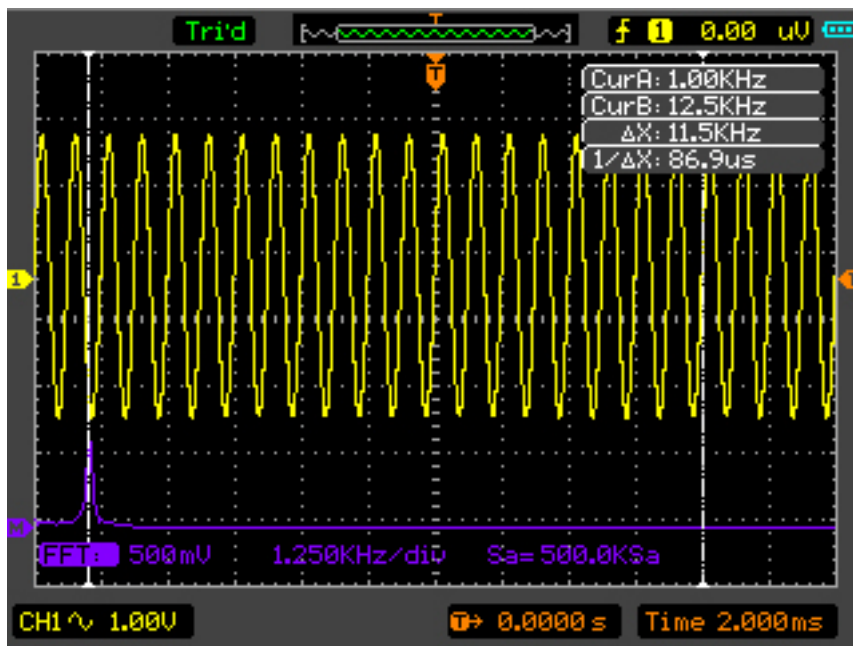 Tri'd T 1 0.00 uV
T
CurA: 1.00KHz
CurB: 12.5KHz
ΔX: 11.5KHz
1/ΔX: 86.9us
1
T
M
FFT: 500mV 1.250KHz/div Sa=500.0KSa
CH1 1.00V T→ 0.0000s Time 2.000ms